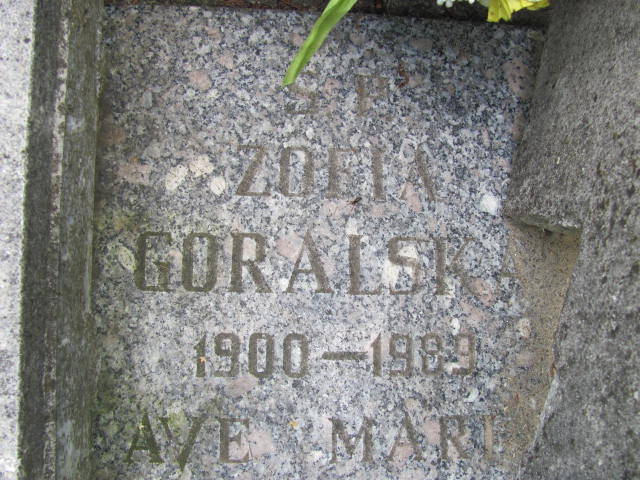 Ś P
ZOFIA
GORALSKA
1900—1989
AVE MARI